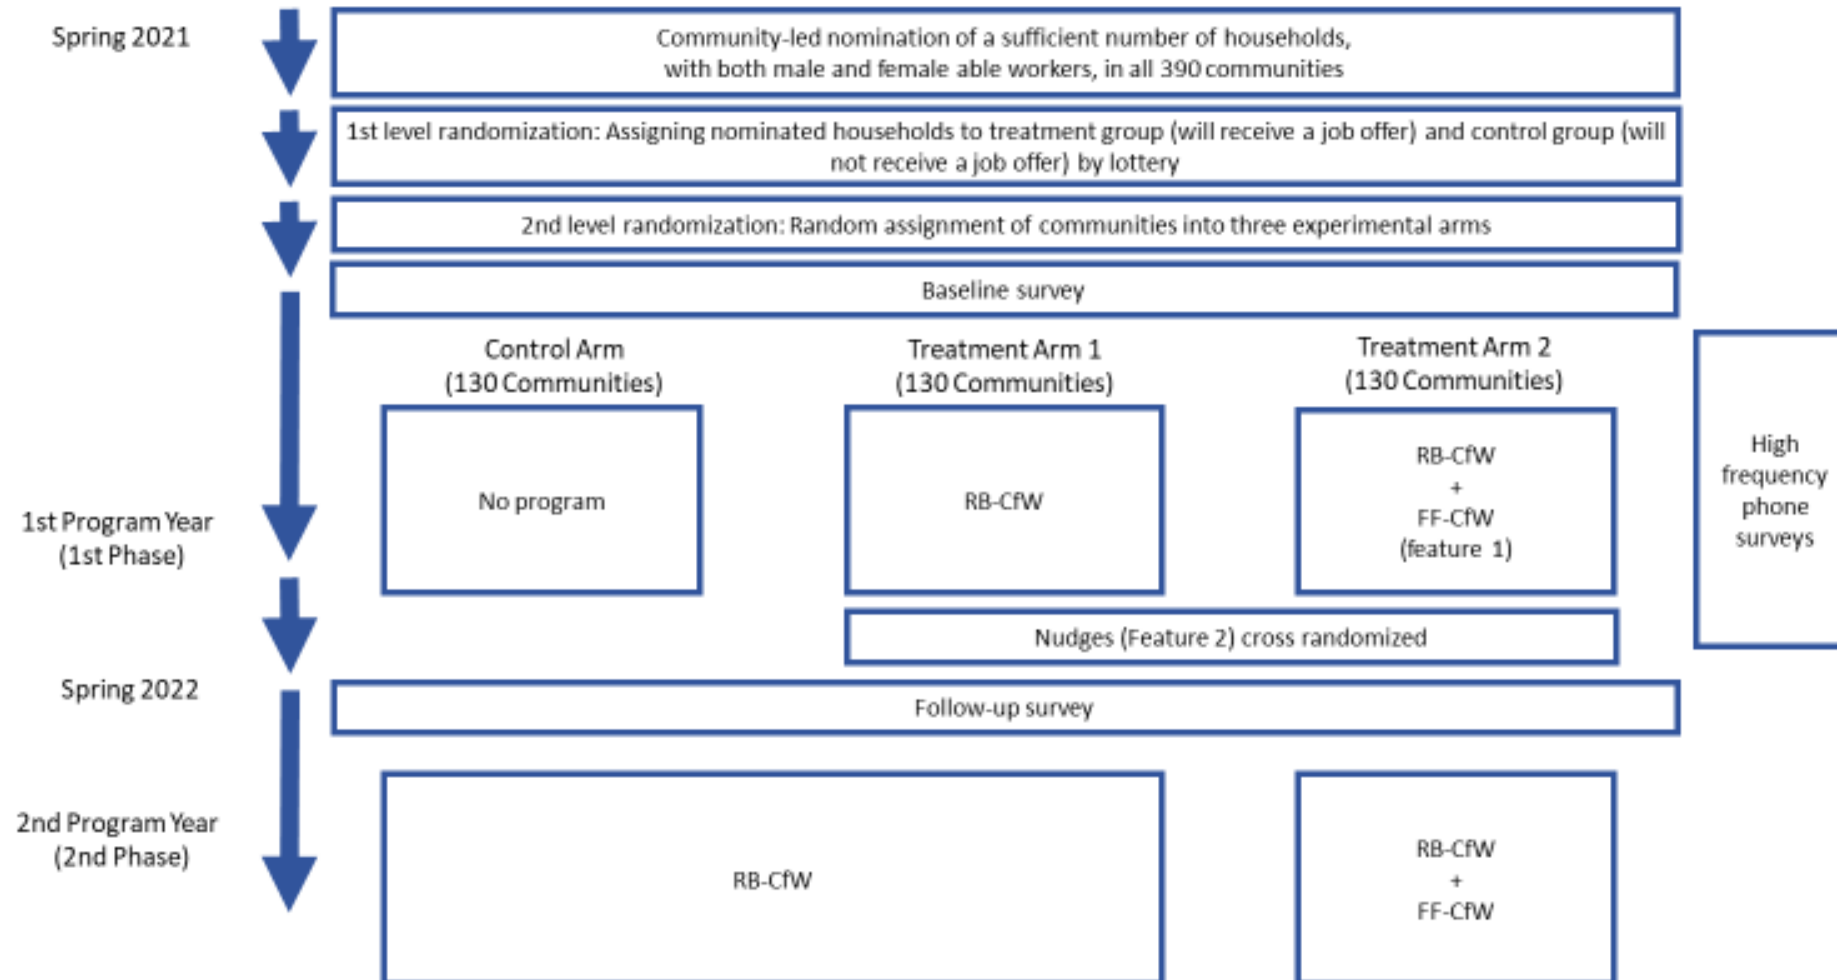 Spring 2021
Community-led nomination of a sufficient number of households,
with both male and female able workers, in all 390 communities
1st level randomization: Assigning nominated households to treatment group (will receive a job offer) and control group (will
not receive a job offer) by lottery
2nd level randomization: Random assignment of communities into three experimental arms
Baseline survey
Control Arm
(130 Communities)
Treatment Arm 1
(130 Communities)
Treatment Arm 2
(130 Communities)
1st Program Year
(1st Phase)
No program
RB-CfW
RB-CfW
+
FF-CfW
(feature 1)
High
frequency
phone
surveys
Nudges (Feature 2) cross randomized
Spring 2022
Follow-up survey
2nd Program Year
(2nd Phase)
RB-CfW
RB-CfW
+
FF-CfW